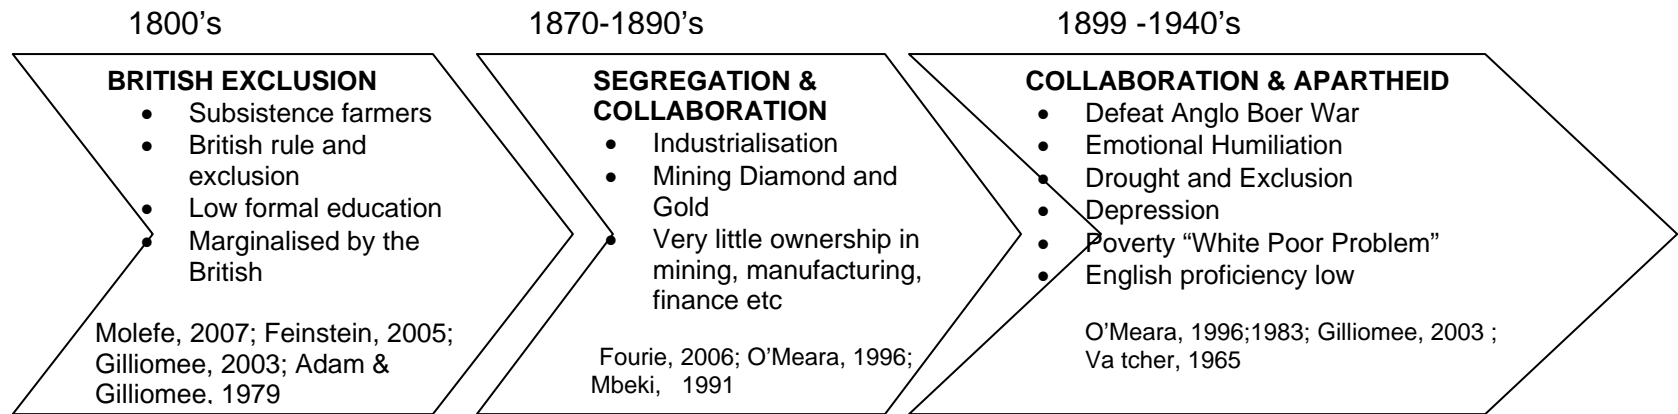 1800’s
BRITISH EXCLUSION
• Subsistence farmers
• British rule and
exclusion
• Low formal education
• Marginalised by the
British
Molefe, 2007; Feinstein, 2005;
Gilliomee, 2003; Adam &
Gilliomee, 1979
1870-1890’s
SEGREGATION &
COLLABORATION
• Industrialisation
• Mining Diamond and
Gold
• Very little ownership in
mining, manufacturing,
finance etc
Fourie, 2006; O’Meara, 1996;
Mbeki, 1991
1899 -1940’s
COLLABORATION & APARTHEID
• Defeat Anglo Boer War
• Emotional Humiliation
• Drought and Exclusion
• Depression
• Poverty “White Poor Problem”
• English proficiency low
O’Meara, 1996;1983; Gilliomee, 2003 ;
Va tcher, 1965